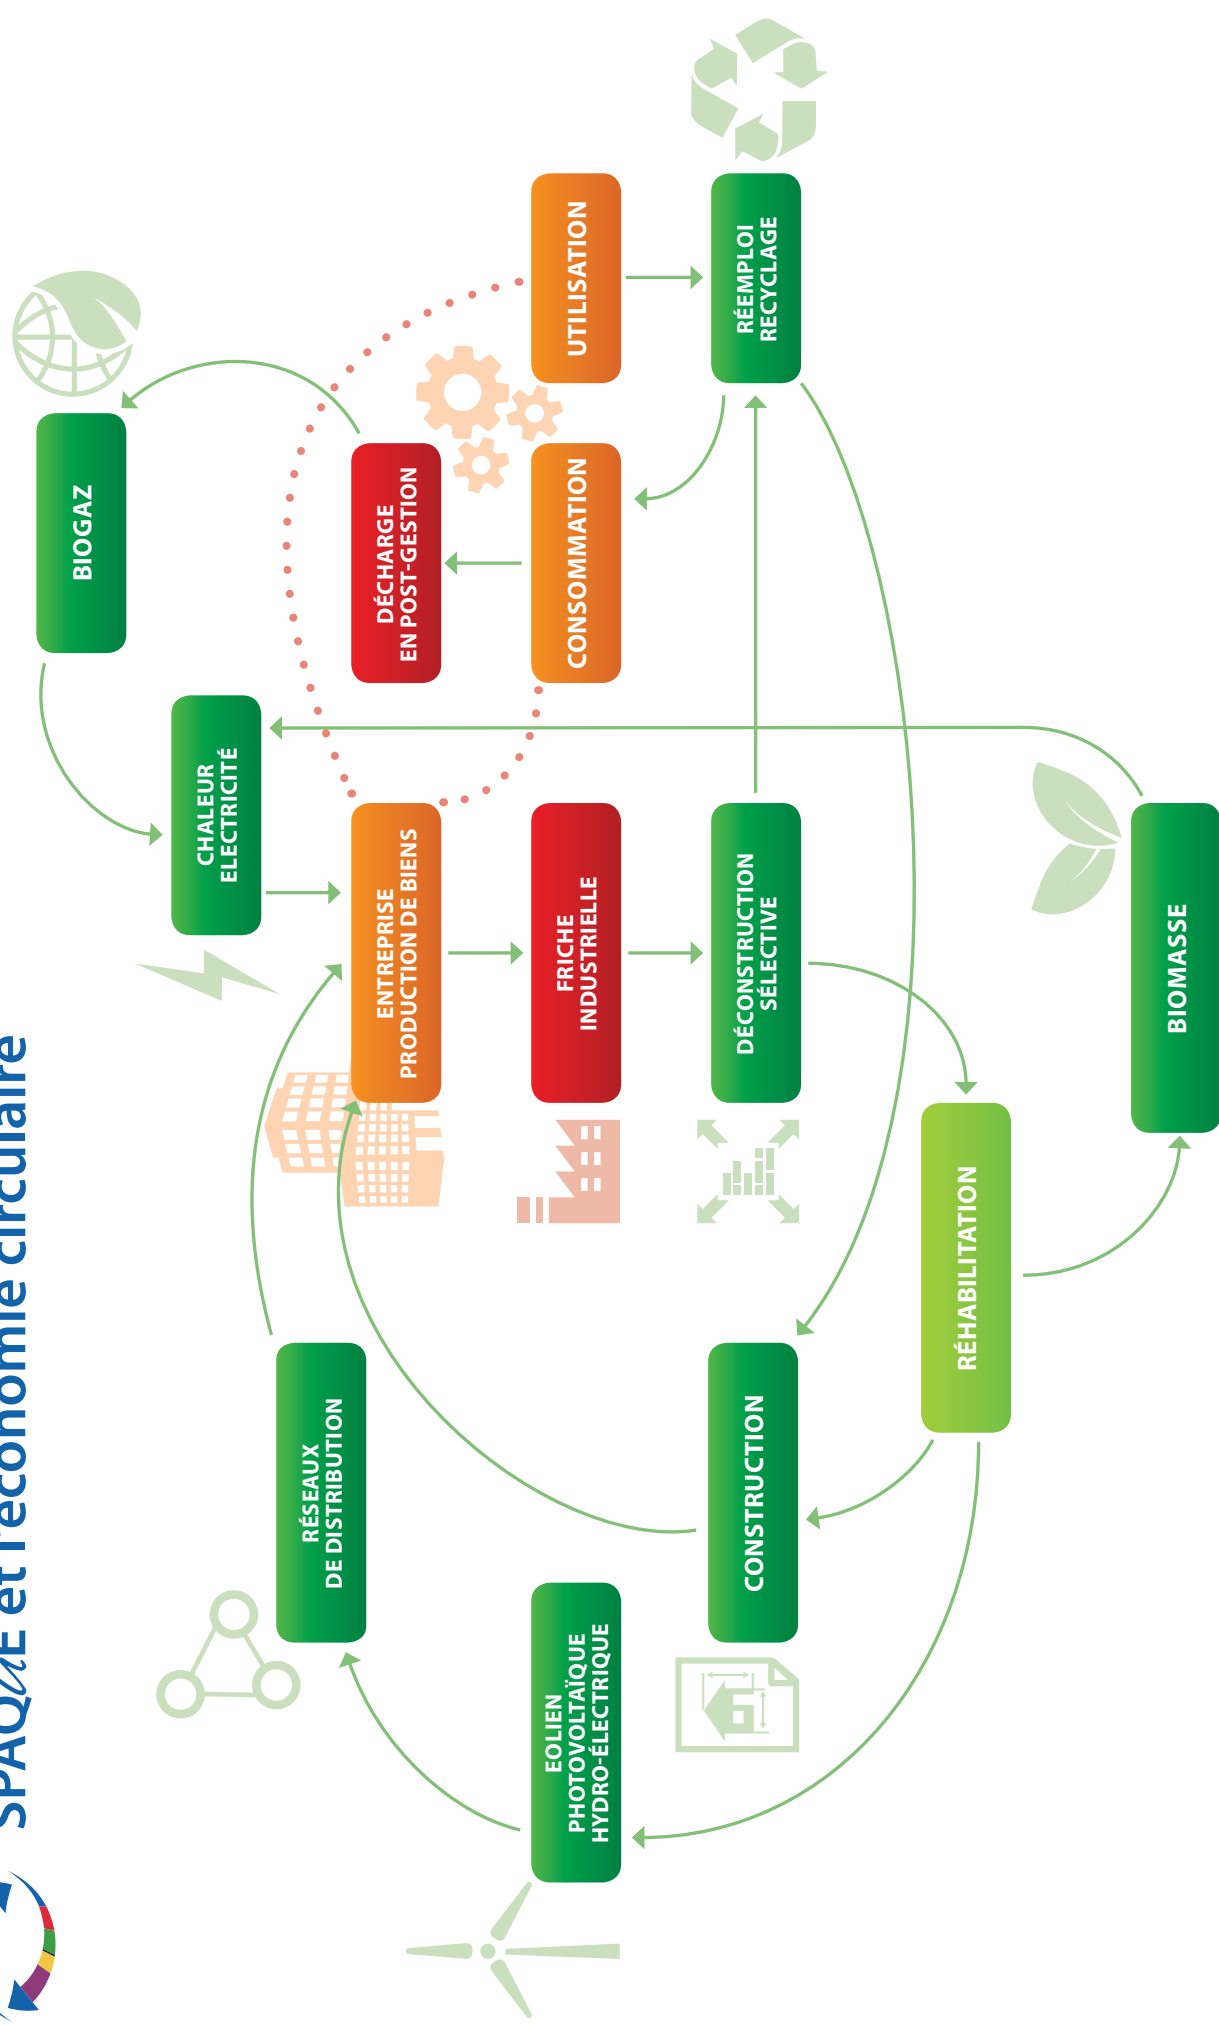 SPAQuE et l'économie circulaire
BIOGAZ
CHALEUR
ELECTRICITÉ
RÉSEAUX
DE DISTRIBUTION
ENTREPRISE
PRODUCTION DE BIENS
DÉCHARGE
EN POST-GESTION
EOLIEN
PHOTOVOLTAÏQUE
HYDRO-ÉLECTRIQUE
FRICHE
INDUSTRIELLE
CONSOMMATION
UTILISATION
CONSTRUCTION
DÉCONSTRUCTION
SÉLECTIVE
RÉEMPLOI
RECYCLAGE
RÉHABILITATION
BIOMASSE